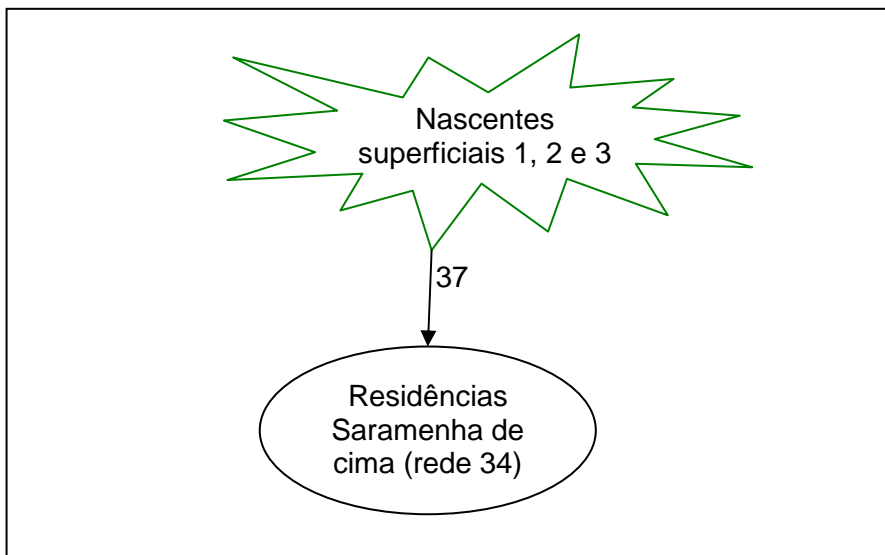 Nascentes
superficiais 1, 2 e 3
37
Residências
Saramenha de
cima (rede 34)